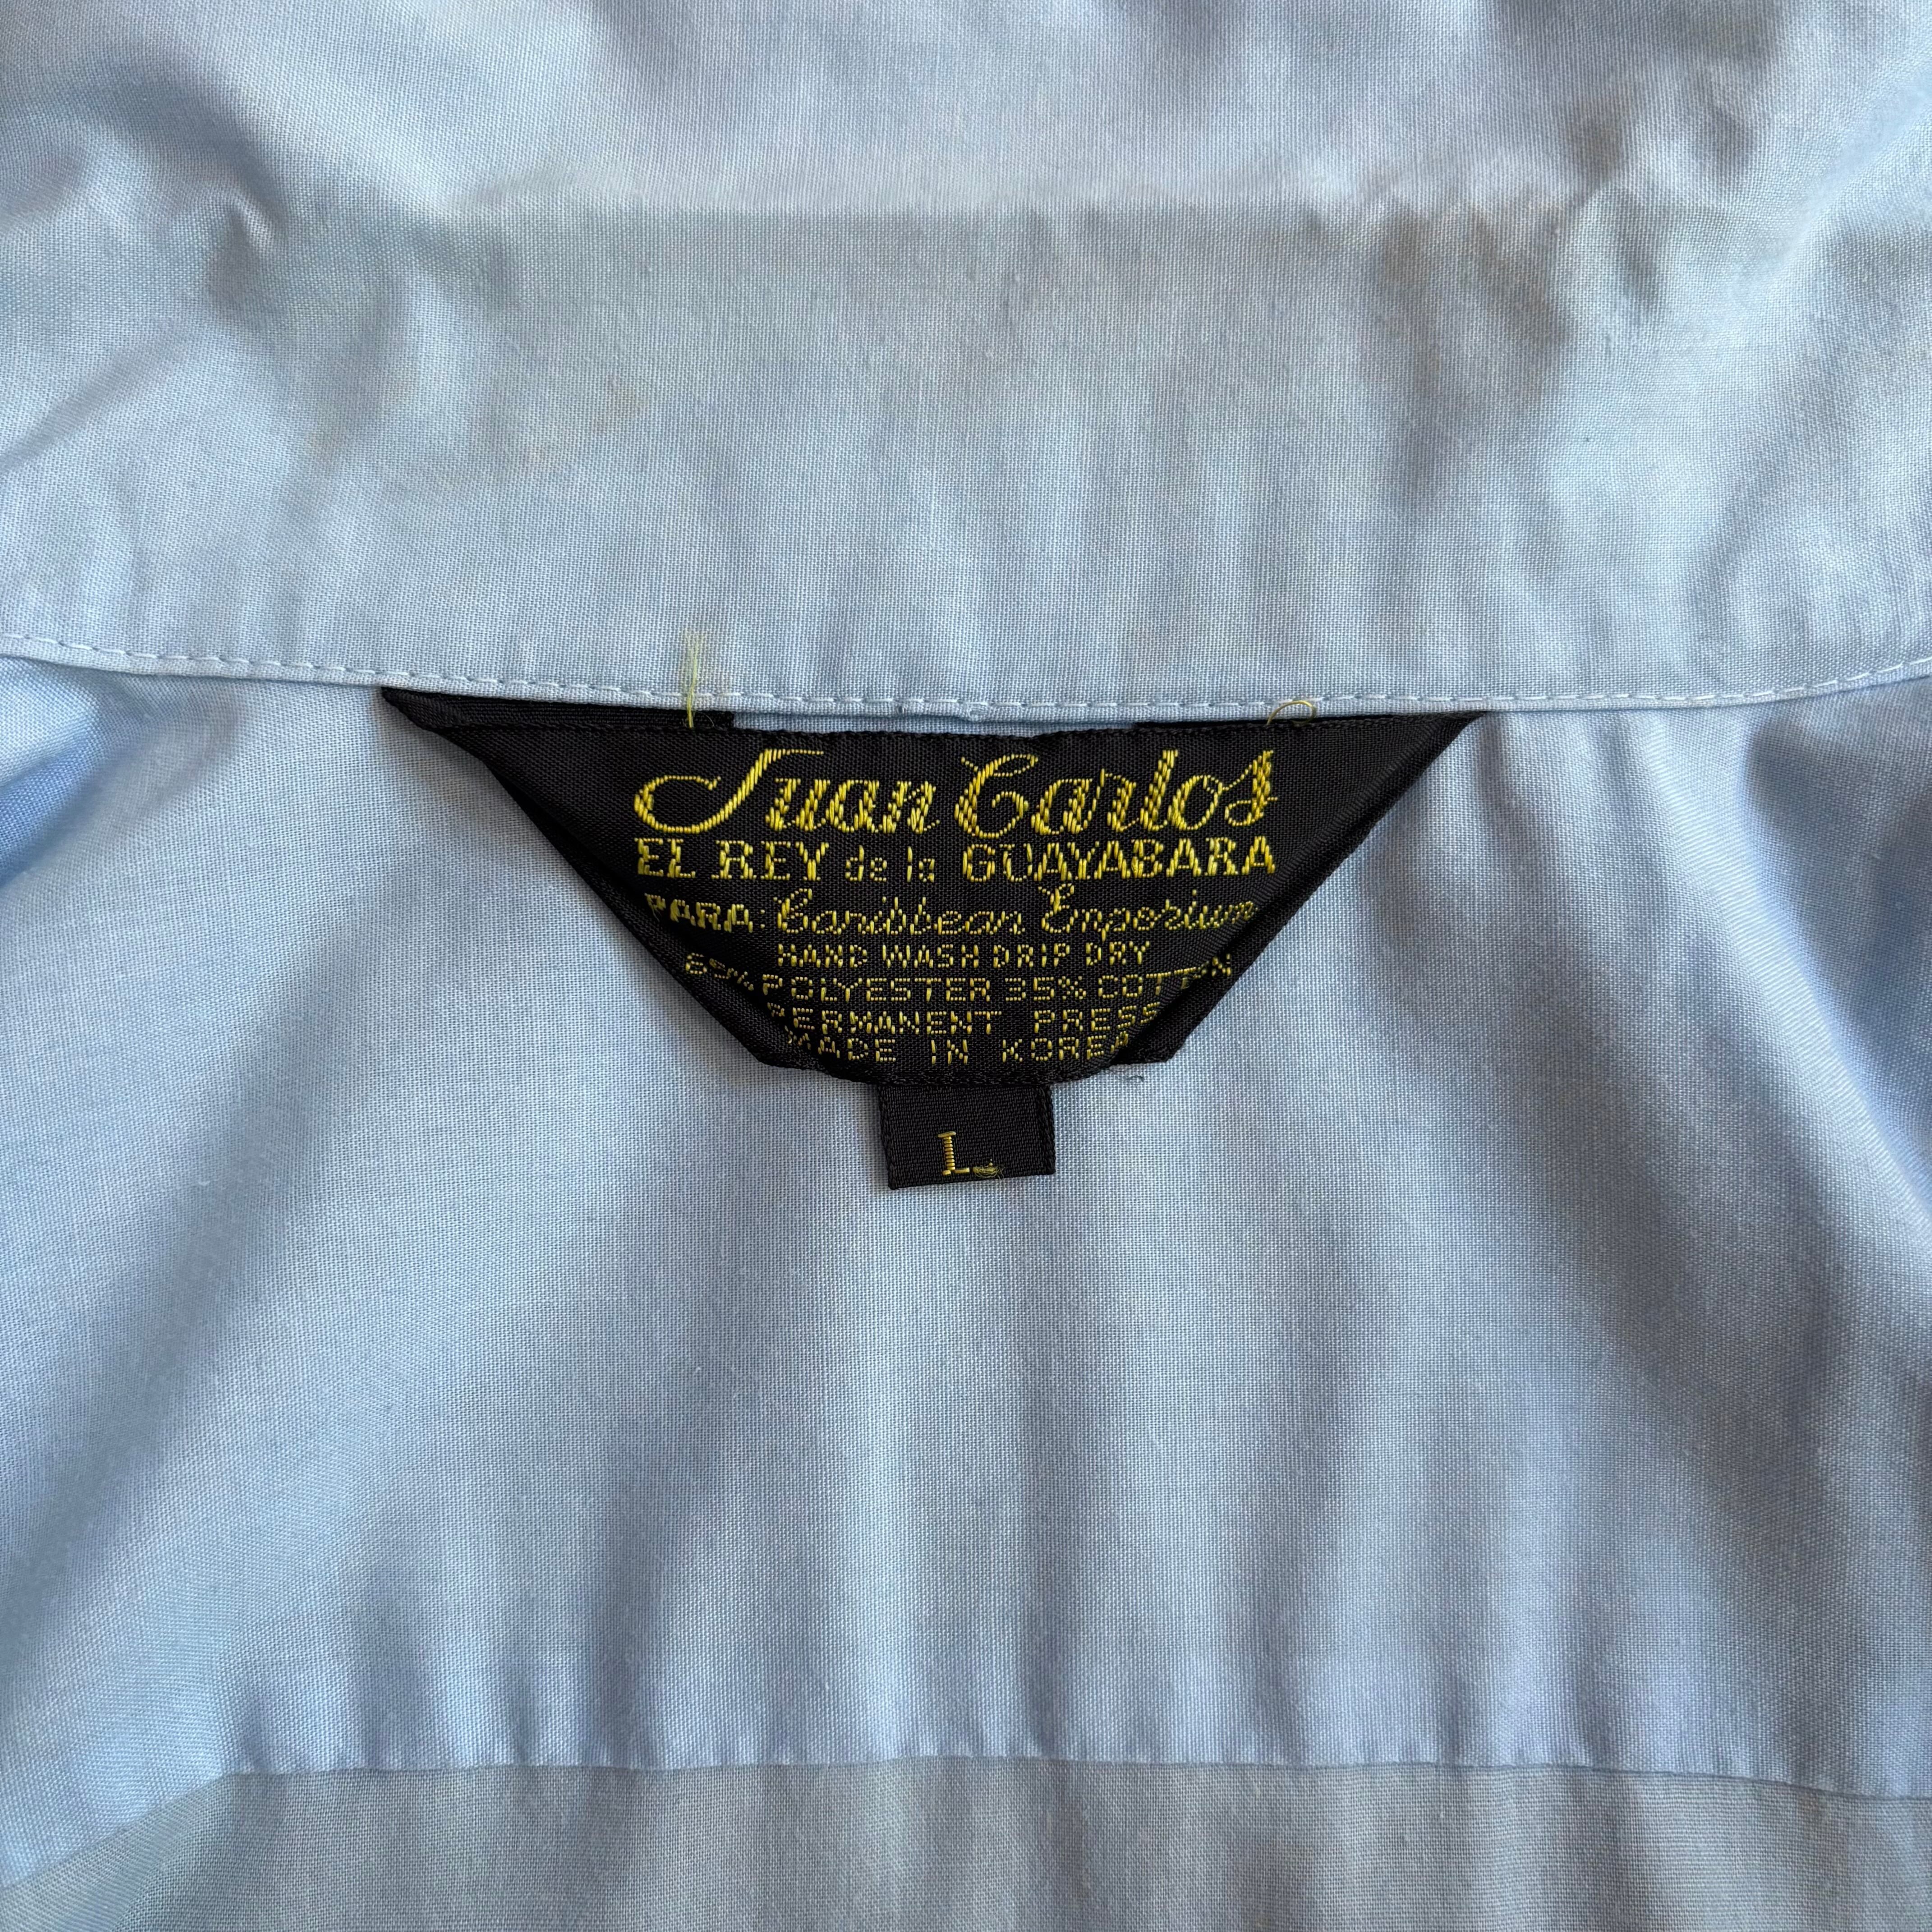 Juan Carlos
EL REY de la GUAYABARA
PARA: Caribbean Emporium
HAND WASH DRIP DRY
65% POLYESTER 35% COTTON
PERMANENT PRESS
MADE IN KOREA
L